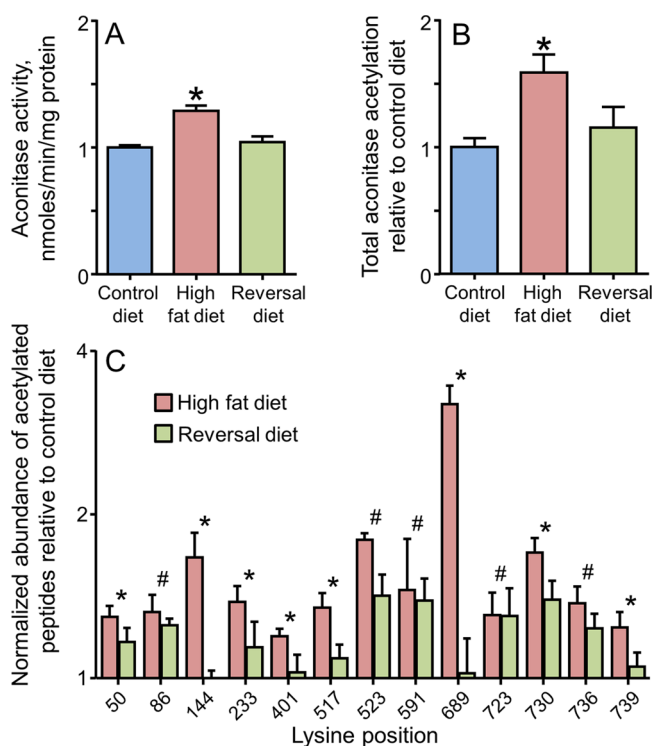 A
Aconitase activity,
nmoles/min/mg protein
2
1
0
*
Control
diet
High
fat diet
Reversal
diet
B
Total aconitase acetylation
relative to control diet
2
1
0
*
Control
diet
High
fat diet
Reversal
diet
C
Normalized abundance of acetylated
peptides relative to control diet
4
2
1
High fat diet
Reversal diet
* # * * * * # # * # * # *
50 86 144 233 401 517 523 591 689 723 730 736 739
Lysine position